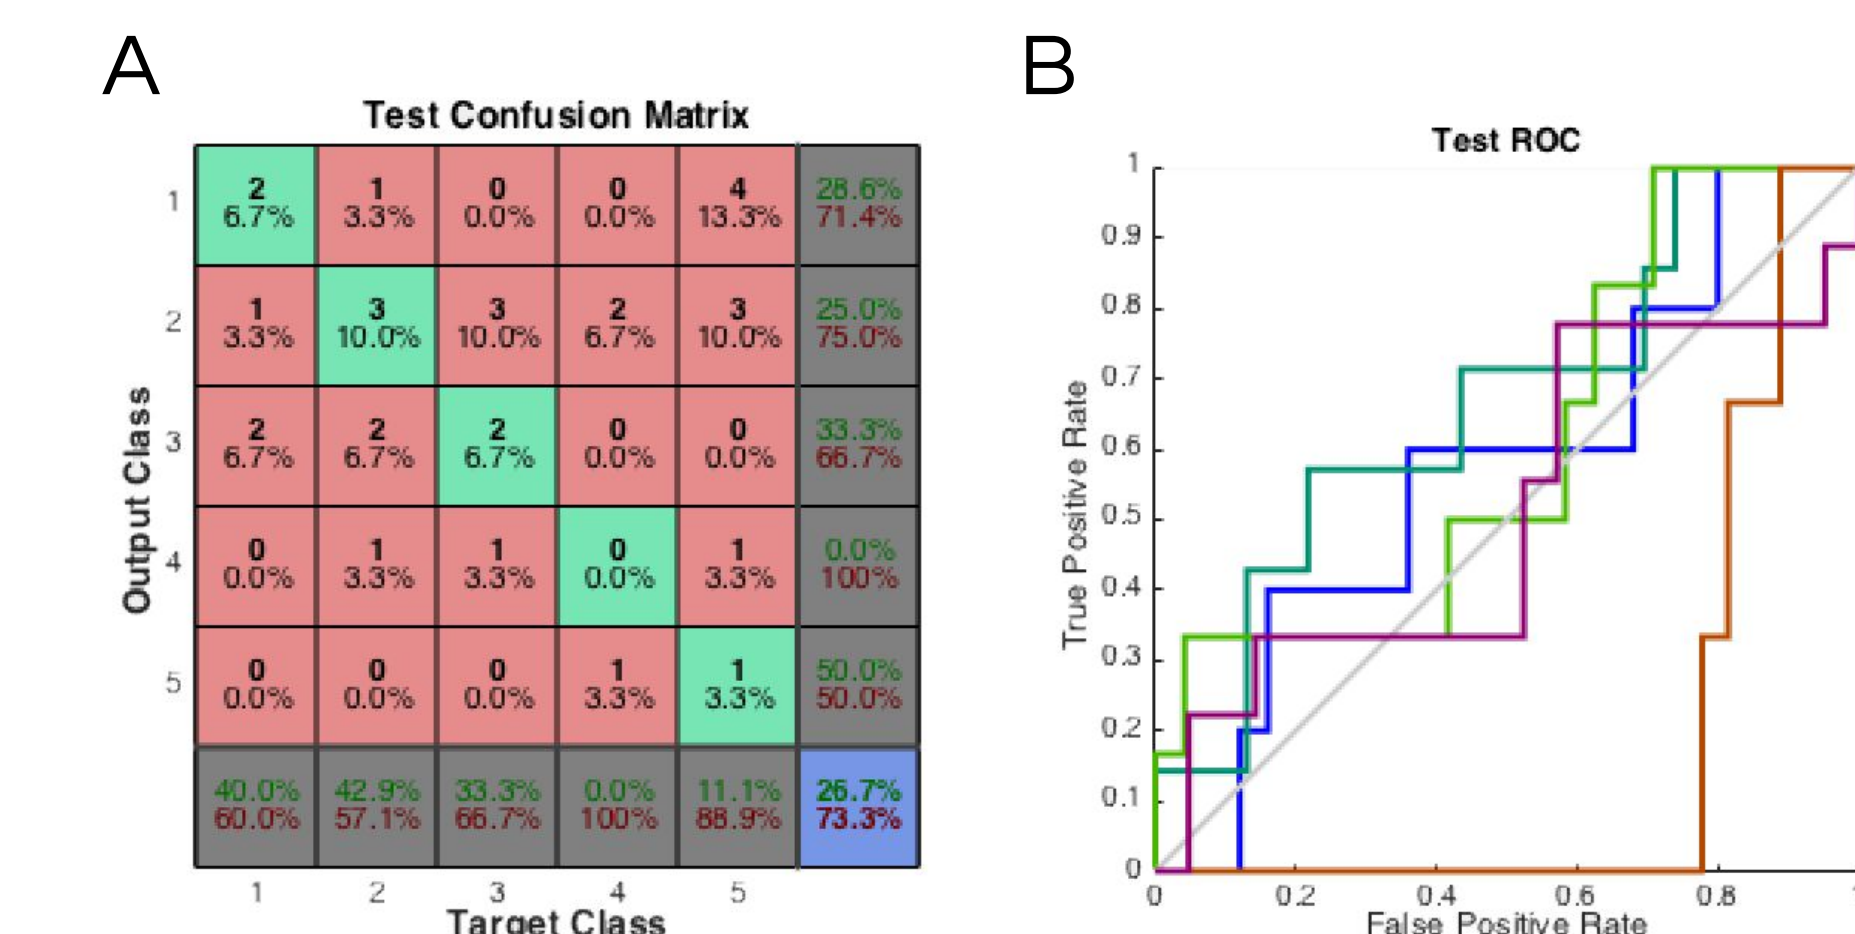 A
Test Confusion Matrix
Output Class
1
2 1 0 0 4 28.6%
6.7% 3.3% 0.0% 0.0% 13.3% 71.4%
2
1 3 3 2 3 25.0%
3.3% 10.0% 10.0% 6.7% 10.0% 75.0%
3
2 2 2 0 0 33.3%
6.7% 6.7% 6.7% 0.0% 0.0% 66.7%
4
0 1 1 0 1 0.0%
0.0% 3.3% 3.3% 0.0% 3.3% 100%
5
0 0 0 1 1 50.0%
0.0% 0.0% 0.0% 3.3% 3.3% 50.0%
40.0% 42.9% 33.3% 0.0% 11.1% 26.7%
60.0% 57.1% 66.7% 100% 88.9% 73.3%
1 2 3 4 5
Target Class
B
Test ROC
True Positive Rate
1
0.9
0.8
0.7
0.6
0.5
0.4
0.3
0.2
0.1
0
0 0.2 0.4 0.6 0.8
False Positive Rate